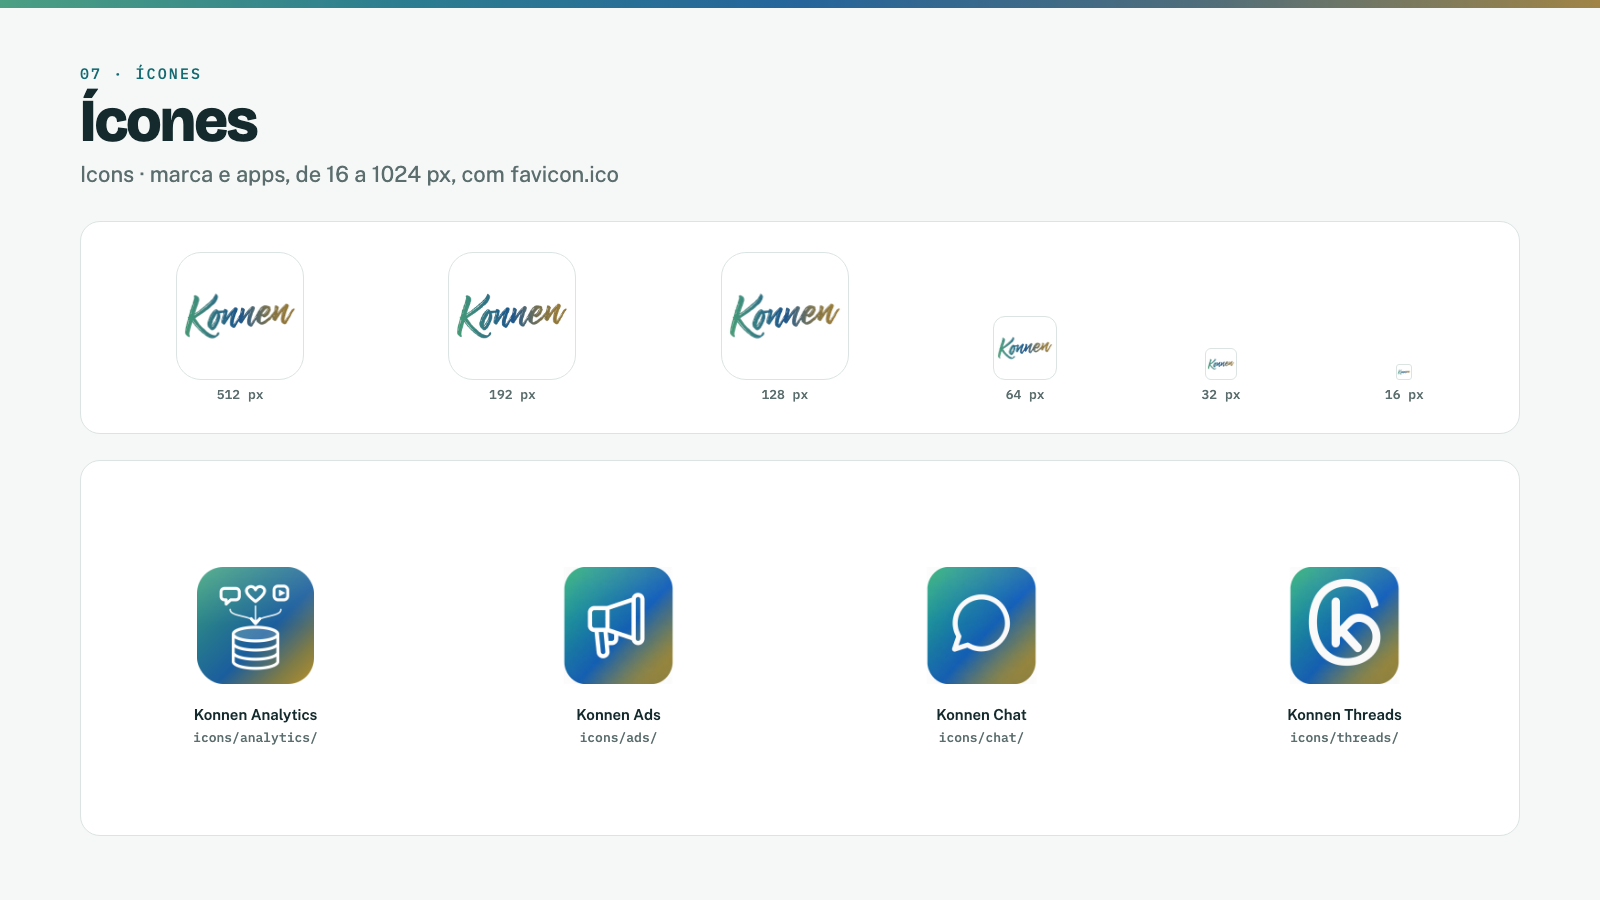 07 · ÍCONES
Ícones
Icons · marca e apps, de 16 a 1024 px, com favicon.ico
Konnen
Konnen
Konnen
Konnen
Konnen
Konnen
512 px
192 px
128 px
64 px
32 px
16 px
k
Konnen Analytics
Konnen Ads
Konnen Chat
Konnen Threads
icons/analytics/
icons/ads/
icons/chat/
icons/threads/